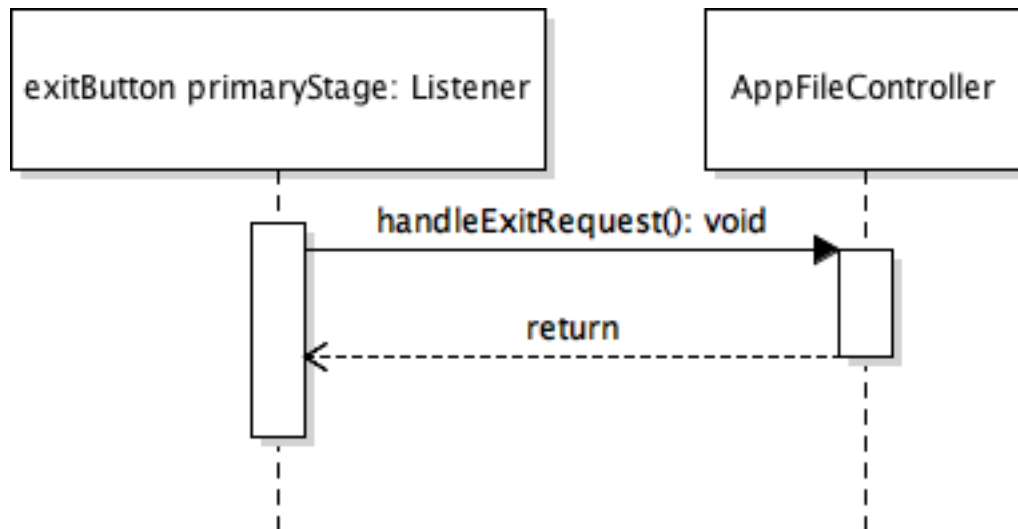 exitButton primaryStage: Listener
AppFileController
handleExitRequest(): void
return